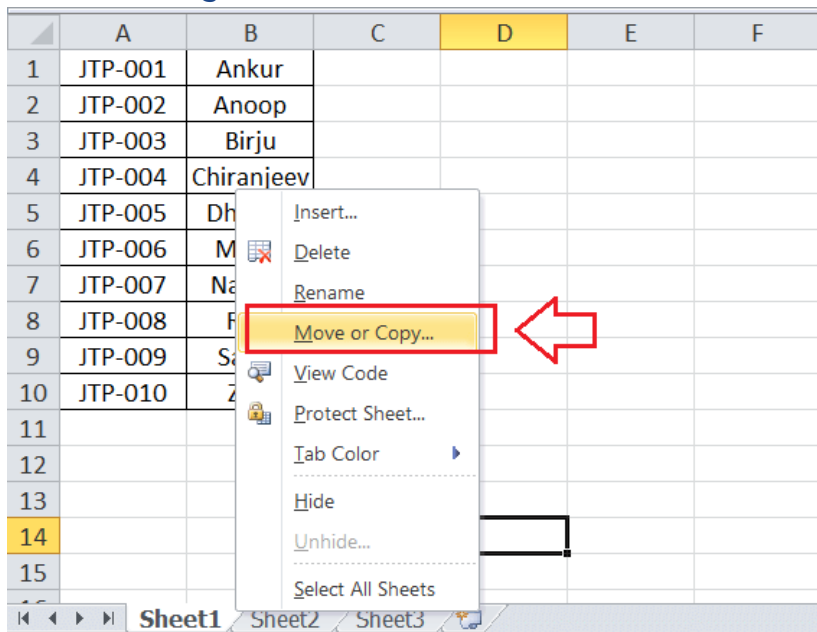 A B C D E F
1 JTP-001 Ankur
2 JTP-002 Anoop
3 JTP-003 Birju
4 JTP-004 Chiranjeev
5 JTP-005 Dh
6 JTP-006 M
7 JTP-007 Na
8 JTP-008
9 JTP-009 Sa
10 JTP-010
11
12
13
14
15
Insert...
Delete
Rename
Move or Copy...
View Code
Protect Sheet...
Tab Color
Hide
Unhide...
Select All Sheets
Sheet1 Sheet2 Sheet3